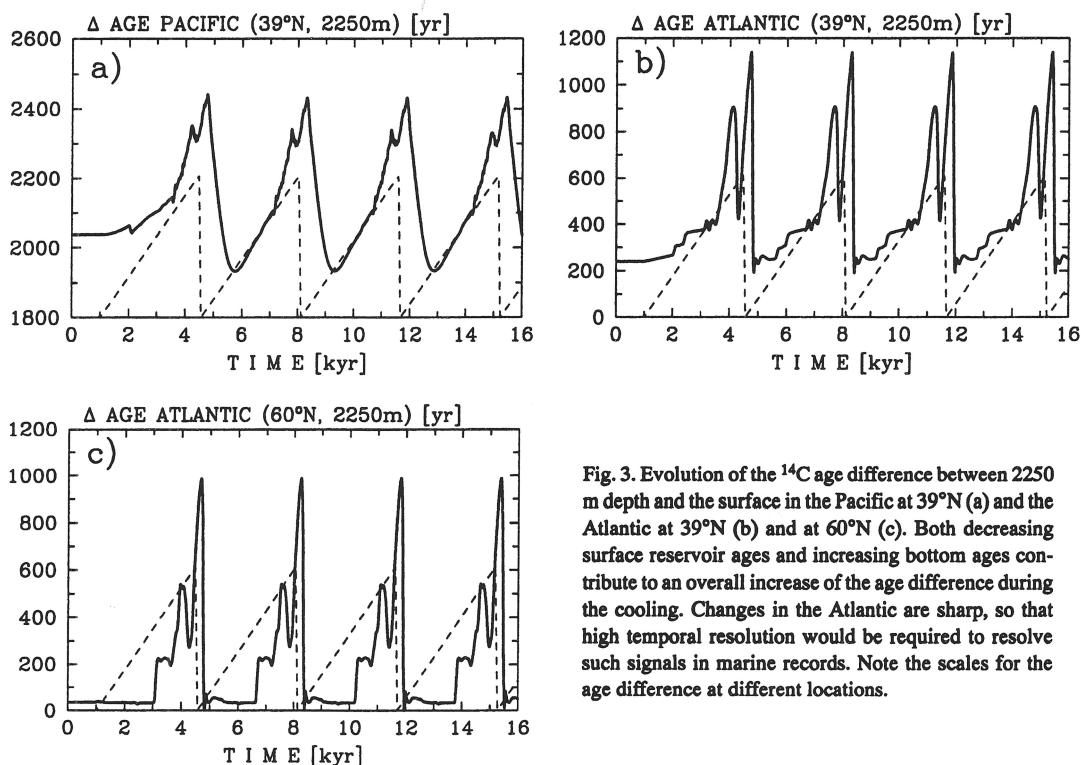 Δ AGE PACIFIC (39°N, 2250m) [yr]
a)
2600
2400
2200
2000
1800
0 2 4 6 8 10 12 14 16
T I M E [kyr]
Δ AGE ATLANTIC (39°N, 2250m) [yr]
b)
1200
1000
800
600
400
200
0
0 2 4 6 8 10 12 14 16
T I M E [kyr]
Δ AGE ATLANTIC (60°N, 2250m) [yr]
c)
1200
1000
800
600
400
200
0
0 2 4 6 8 10 12 14 16
T I M E [kyr]
Fig. 3. Evolution of the ¹⁴C age difference between 2250
m depth and the surface in the Pacific at 39°N (a) and the
Atlantic at 39°N (b) and at 60°N (c). Both decreasing
surface reservoir ages and increasing bottom ages con-
tribute to an overall increase of the age difference during
the cooling. Changes in the Atlantic are sharp, so that
high temporal resolution would be required to resolve
such signals in marine records. Note the scales for the
age difference at different locations.